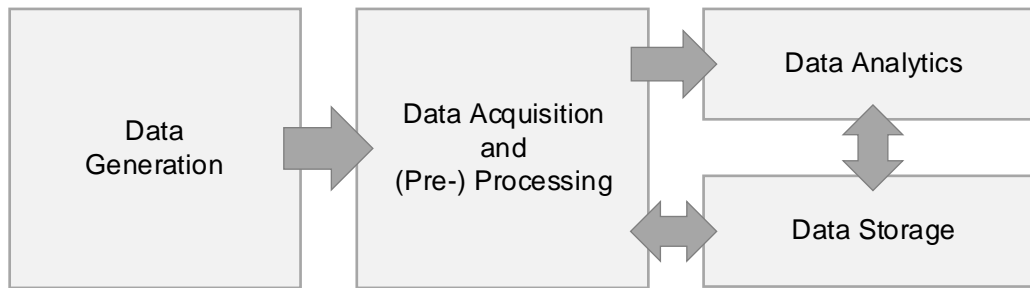 Data
Generation
Data Acquisition
and
(Pre-) Processing
Data Analytics
Data Storage